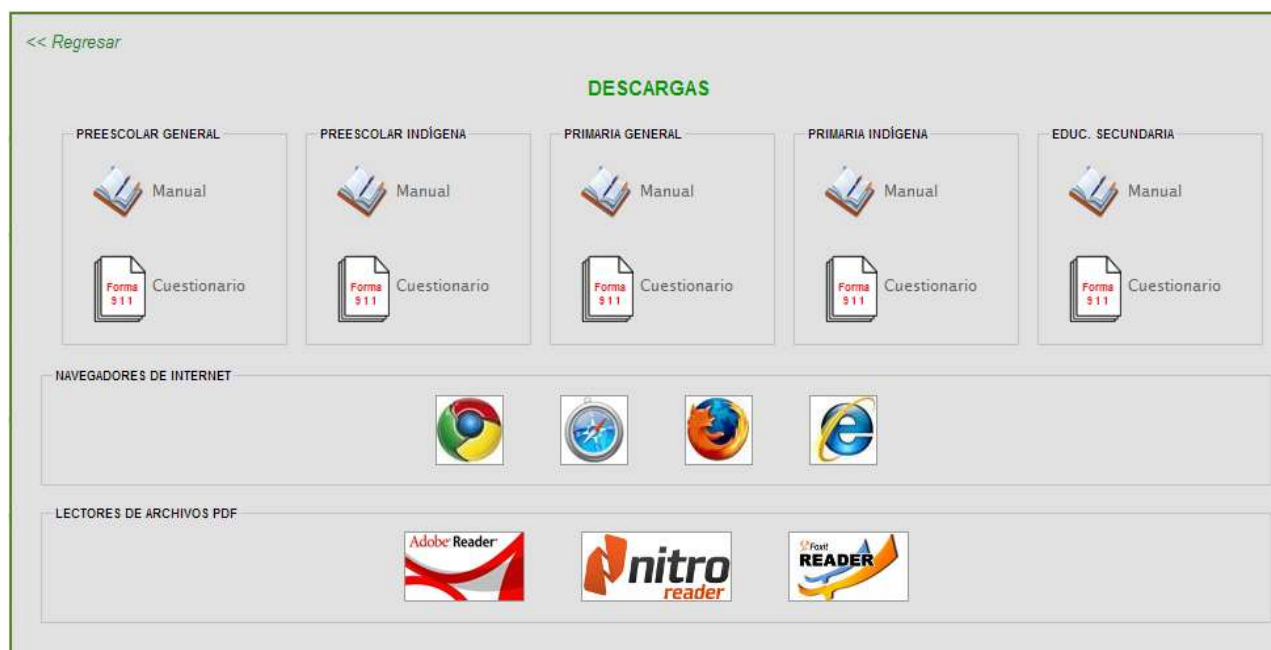 << Regresar
DESCARGAS
PREESCOLAR GENERAL
Manual
Forma
911
Cuestionario
PREESCOLAR INDÍGENA
Manual
Forma
911
Cuestionario
PRIMARIA GENERAL
Manual
Forma
911
Cuestionario
PRIMARIA INDÍGENA
Manual
Forma
911
Cuestionario
EDUC. SECUNDARIA
Manual
Forma
911
Cuestionario
NAVEGADORES DE INTERNET
LECTORES DE ARCHIVOS PDF
Adobe Reader
nitro
reader
Foxit
READER